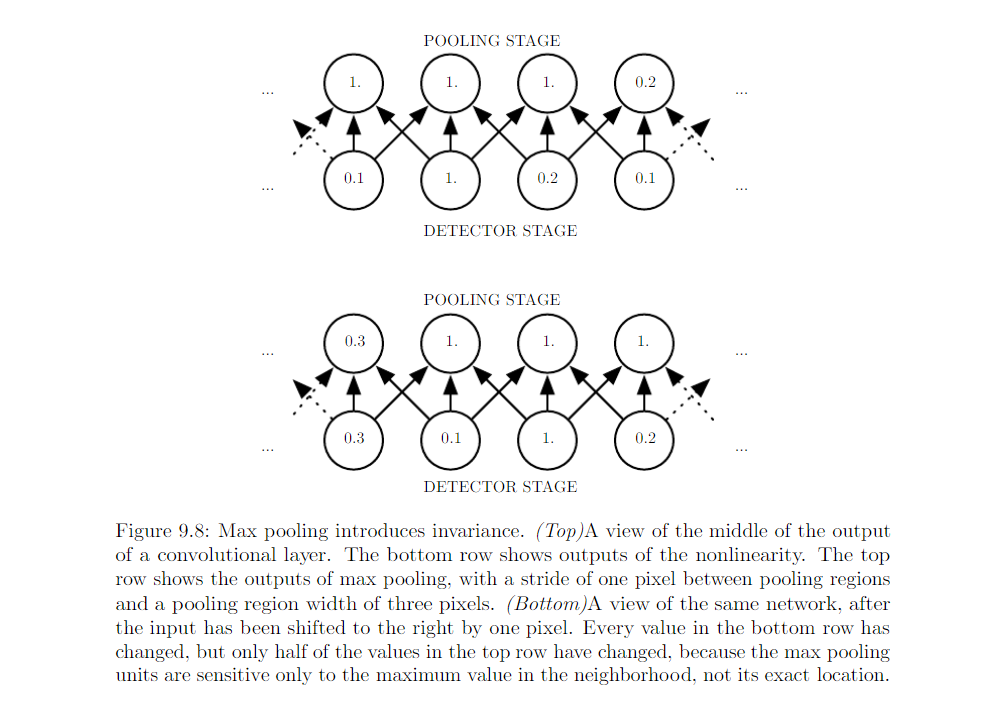 POOLING STAGE
... 1. 1. 1. 0.2 ...
... 0.1 1. 0.2 0.1 ...
DETECTOR STAGE
POOLING STAGE
... 0.3 1. 1. 1. ...
... 0.3 0.1 1. 0.2 ...
DETECTOR STAGE
Figure 9.8: Max pooling introduces invariance. (Top)A view of the middle of the output
of a convolutional layer. The bottom row shows outputs of the nonlinearity. The top
row shows the outputs of max pooling, with a stride of one pixel between pooling regions
and a pooling region width of three pixels. (Bottom)A view of the same network, after
the input has been shifted to the right by one pixel. Every value in the bottom row has
changed, but only half of the values in the top row have changed, because the max pooling
units are sensitive only to the maximum value in the neighborhood, not its exact location.